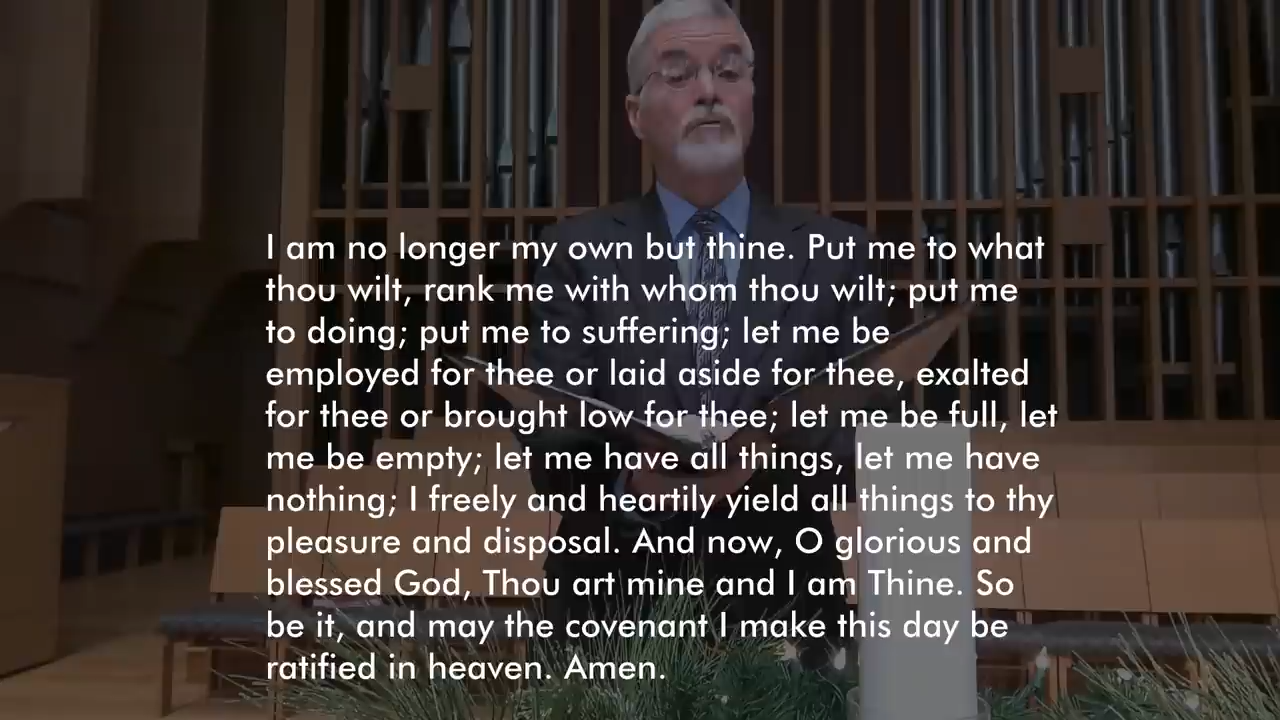 I am no longer my own but thine. Put me to what
thou wilt, rank me with whom thou wilt; put me
to doing; put me to suffering; let me be
employed for thee or laid aside for thee, exalted
for thee or brought low for thee; let me be full, let
me be empty; let me have all things, let me have
nothing; I freely and heartily yield all things to thy
pleasure and disposal. And now, O glorious and
blessed God, Thou art mine and I am Thine. So
be it, and may the covenant I make this day be
ratified in heaven. Amen.